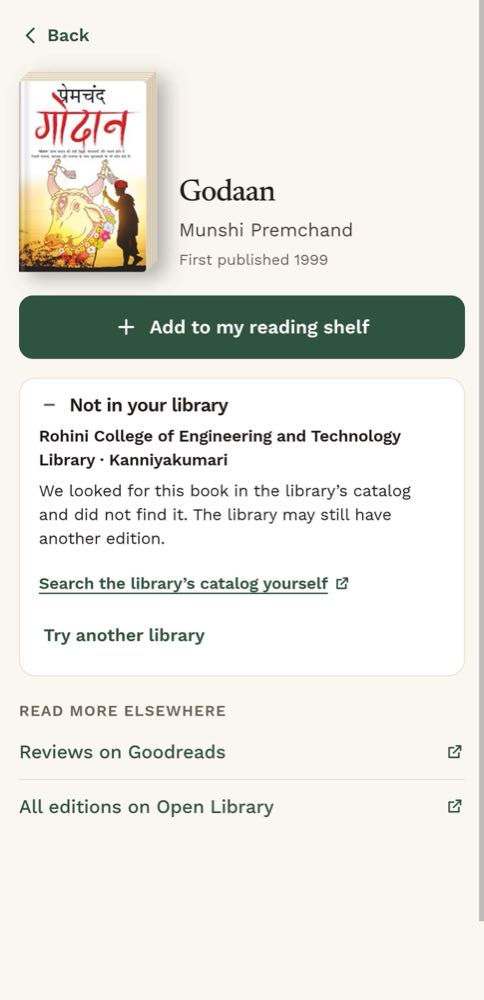 Back
प्रेमचंद
गोदान
Godaan
Munshi Premchand
First published 1999
+ Add to my reading shelf
− Not in your library
Rohini College of Engineering and Technology
Library · Kanniyakumari
We looked for this book in the library’s catalog
and did not find it. The library may still have
another edition.
Search the library’s catalog yourself
Try another library
READ MORE ELSEWHERE
Reviews on Goodreads
All editions on Open Library